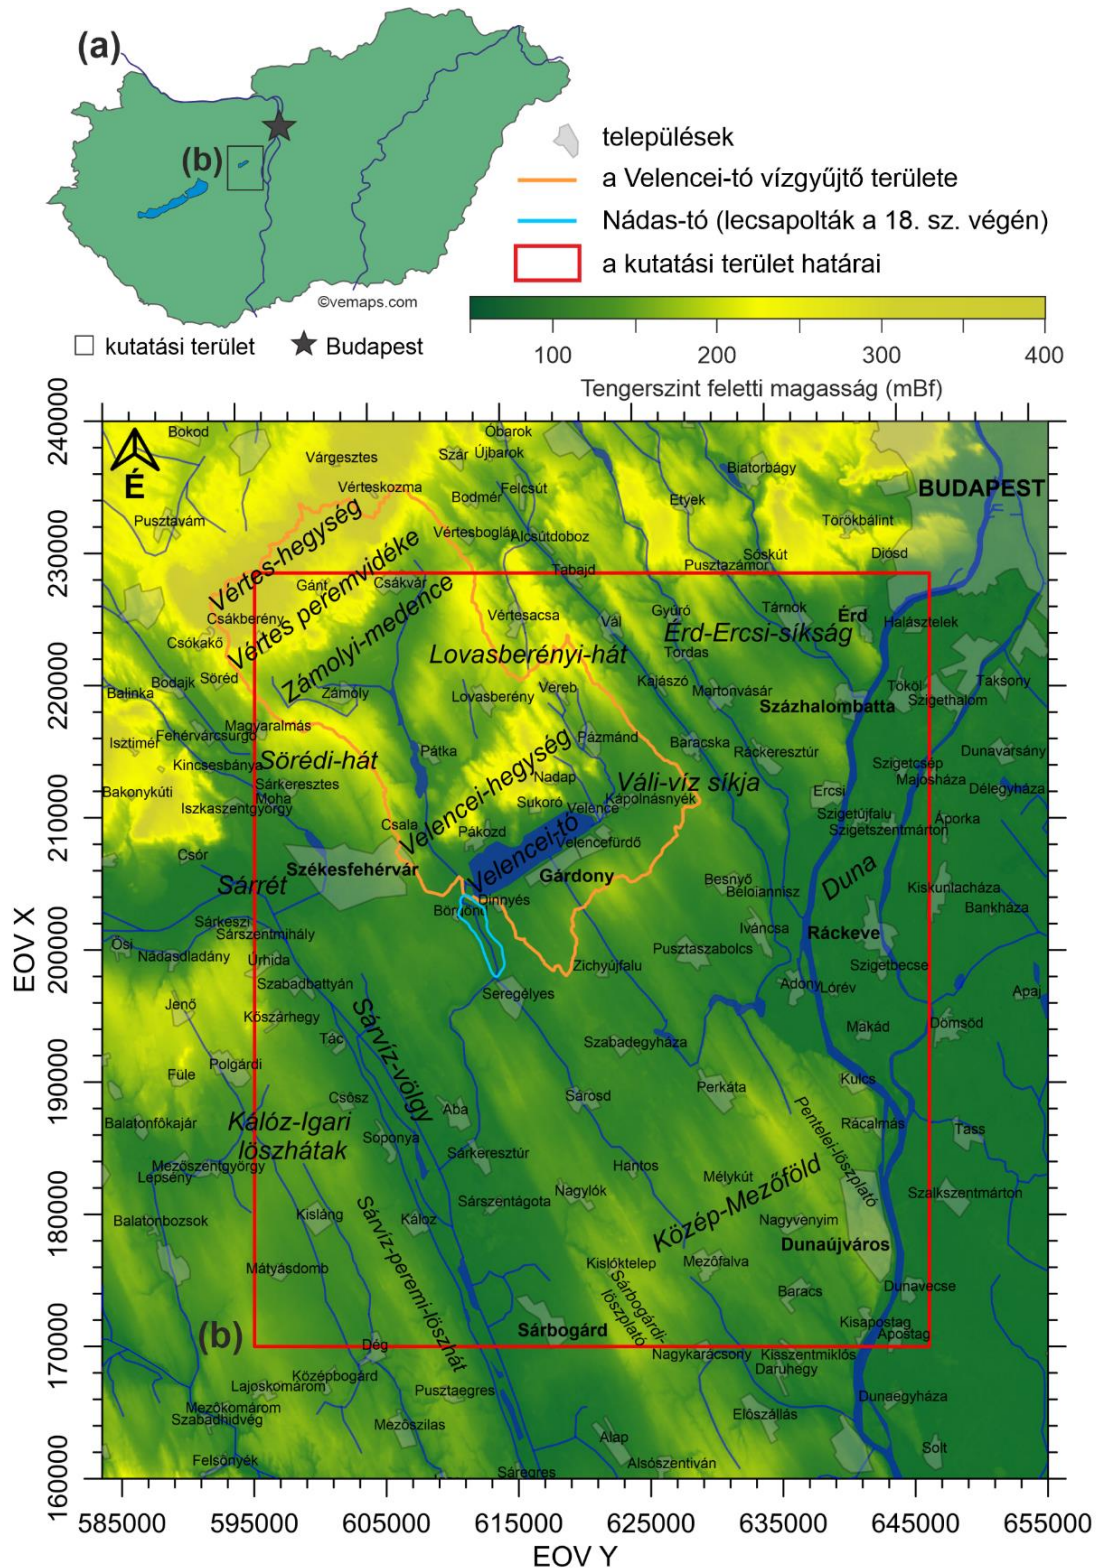 (a)
(b)
települések
a Velencei-tó vízgyűjtő területe
Nádas-tó (lecsapolták a 18. sz. végén)
a kutatási terület határai
©vemaps.com
kutatási terület
Budapest
100 200 300 400
Tengerszint feletti magasság (mBf)
É
Bokod
Óbarok
Várgesztes
Szár
Újbarok
Biatorbágy
Vérteskozma
Bodmér
Felcsút
Etyek
BUDAPEST
Pusztavám
Törökbálint
Vértes-hegység
Vértesboglár
Alcsútdoboz
Sóskút
Diósd
Tabajd
Pusztazámor
Gánt
Csákvár
Vértes peremvidéke
Csákberény
Vértesacsa
Vál
Gyúró
Tárnok
Érd
Halásztelek
Csókakő
Zámolyi-medence
Lovasberényi-hát
Érd-Ercsi-síkság
Tordas
Bodajk
Söréd
Balinka
Zámoly
Lovasberény
Vereb
Kajászó
Martonvásár
Tököl
Taksony
Százhalombatta
Szigethalom
Magyaralmás
Fehérvárcsurgó
Isztimér
Sörédi-hát
Pátka
Pázmánd
Baracska
Ráckeresztúr
Dunavarsány
Kincsesbánya
Velencei-hegység
Nadap
Váli-víz síkja
Szigetcsép
Majosháza
Délegyháza
Bakonykúti
Sárkeresztes
Moha
Iszkaszentgyörgy
Sukoró
Velence
Kápolnásnyék
Ercsi
Szigetújfalu
Áporka
Csala
Pákozd
Velencefürdő
Szigetszentmárton
Csór
Székesfehérvár
Velencei-tó
Gárdony
Besnyő
Beloiannisz
Duna
Kiskunlacháza
Sárrét
Dinnyés
Börgönd
Bankháza
Sárkeszi
Sárszentmihály
Iváncsa
Ráckeve
Ősi
Nádasdladány
Úrhida
Pusztaszabolcs
Zichyújfalu
Szigetbecse
Szabadbattyán
Seregélyes
Adony
Lórév
Apaj
Jenő
Kőszárhegy
Makád
Dömsöd
Tác
Sárvíz-völgy
Szabadegyháza
Füle
Polgárdi
Perkáta
Kulcs
Csősz
Aba
Sárosd
Balatonfőkajár
Kálóz-Igari
löszhátak
Soponya
Pentelei-löszplató
Rácalmás
Tass
Sárkeresztúr
Mezőszentgyörgy
Lepsény
Hantos
Mélykút
Szalkszentmárton
Közép-Mezőföld
Sárszentágota
Nagylók
Balatonbozsok
Kisláng
Káloz
Nagyvenyim
Dunaújváros
Sárvíz-peremi-löszhát
Kislóktelep
Mezőfalva
Mátyásdomb
Sárbogárdi-
löszplató
Baracs
Dunavecse
(b)
Sárbogárd
Kisapostag
Apostag
Dég
Nagykarácsony
Kisszentmiklós
Daruhegy
Középbogárd
Lajoskomárom
Pusztaegres
Dunaegyháza
Mezőkomárom
Szabadhídvég
Mezőszilas
Előszállás
Alap
Solt
Felsőnyék
Alsószentiván
Sáregres
EOV X
240000
230000
220000
210000
200000
190000
180000
170000
160000
585000 595000 605000 615000 625000 635000 645000 655000
EOV Y